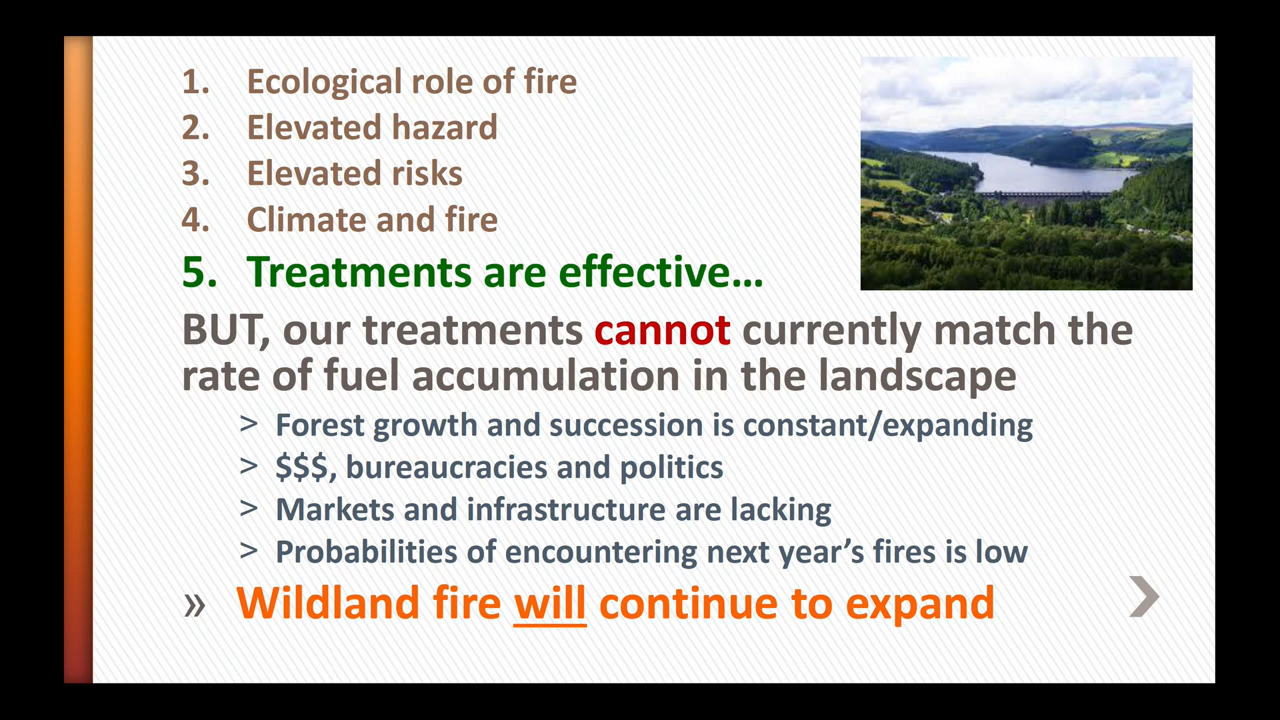 1. Ecological role of fire
2. Elevated hazard
3. Elevated risks
4. Climate and fire
5. Treatments are effective…
BUT, our treatments cannot currently match the
rate of fuel accumulation in the landscape
> Forest growth and succession is constant/expanding
> $$$, bureaucracies and politics
> Markets and infrastructure are lacking
> Probabilities of encountering next year’s fires is low
» Wildland fire will continue to expand